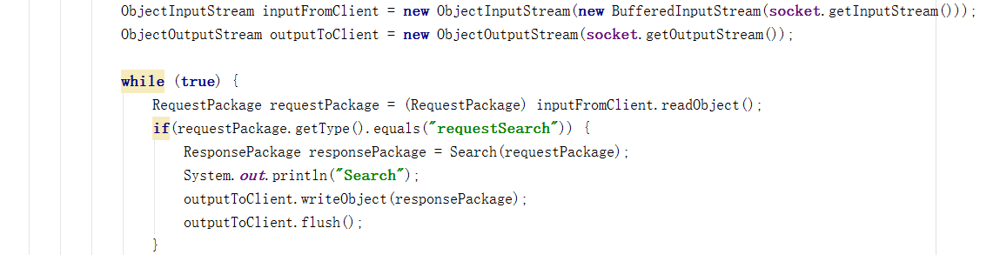 ObjectInputStream inputFromClient = new ObjectInputStream(new BufferedInputStream(socket.getInputStream()));
ObjectOutputStream outputToClient = new ObjectOutputStream(socket.getOutputStream());
while (true) {
RequestPackage requestPackage = (RequestPackage) inputFromClient.readObject();
if(requestPackage.getType().equals("requestSearch")) {
ResponsePackage responsePackage = Search(requestPackage);
System.out.println("Search");
outputToClient.writeObject(responsePackage);
outputToClient.flush();
}